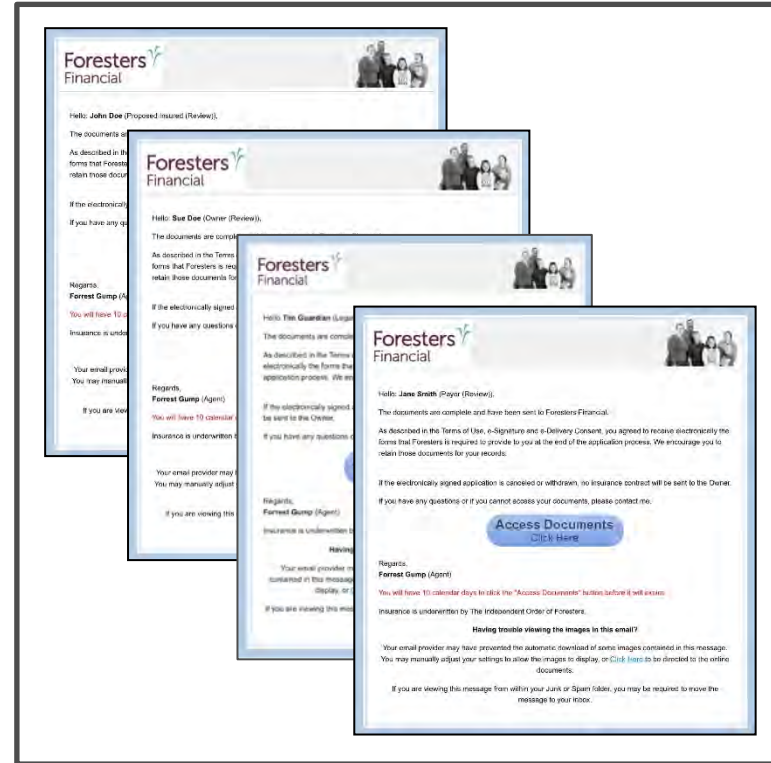 Foresters
Financial
Hello: John Doe (Proposed Insured (Review)),
The documents
As described in
forms that
retain those
If the electronically
If you have any
Regards,
Forrest Gump
You will have 10
Insurance is
Your email
You may
If you are
Foresters
Financial
Hello: Sue Doe (Owner (Review)),
The documents are
As described in the Terms
forms that Foresters is
retain those documents for
If the electronically signed
If you have any questions
Regards,
Forrest Gump (Agent)
You will have 10 calendar
Insurance is underwritten
Your email provider may
You may manually adjust
If you are viewing this
Foresters
Financial
Hello: Tim Guardian
The documents are
As described in the Terms
electronically the forms that
application process. We
If the electronically signed
be sent to the Owner.
If you have any questions
Regards,
Forrest Gump (Agent)
Insurance is underwritten
Having
Your email provider
contained in this message
display, or
If you are viewing this
Foresters
Financial
Hello: Jane Smith (Payor (Review)),
The documents are complete and have been sent to Foresters Financial.
As described in the Terms of Use, e-Signature and e-Delivery Consent, you agreed to receive electronically the
forms that Foresters is required to provide to you at the end of the application process. We encourage you to
retain those documents for your records.
If the electronically signed application is canceled or withdrawn, no insurance contract will be sent to the Owner.
If you have any questions or if you cannot access your documents, please contact me.
Access Documents
Click Here
Regards,
Forrest Gump (Agent)
You will have 10 calendar days to click the "Access Documents" button before it will expire.
Insurance is underwritten by The Independent Order of Foresters.
Having trouble viewing the images in this email?
Your email provider may have prevented the automatic download of some images contained in this message.
You may manually adjust your settings to allow the images to display, or Click Here to be directed to the online
documents.
If you are viewing this message from within your Junk or Spam folder, you may be required to move the
message to your inbox.